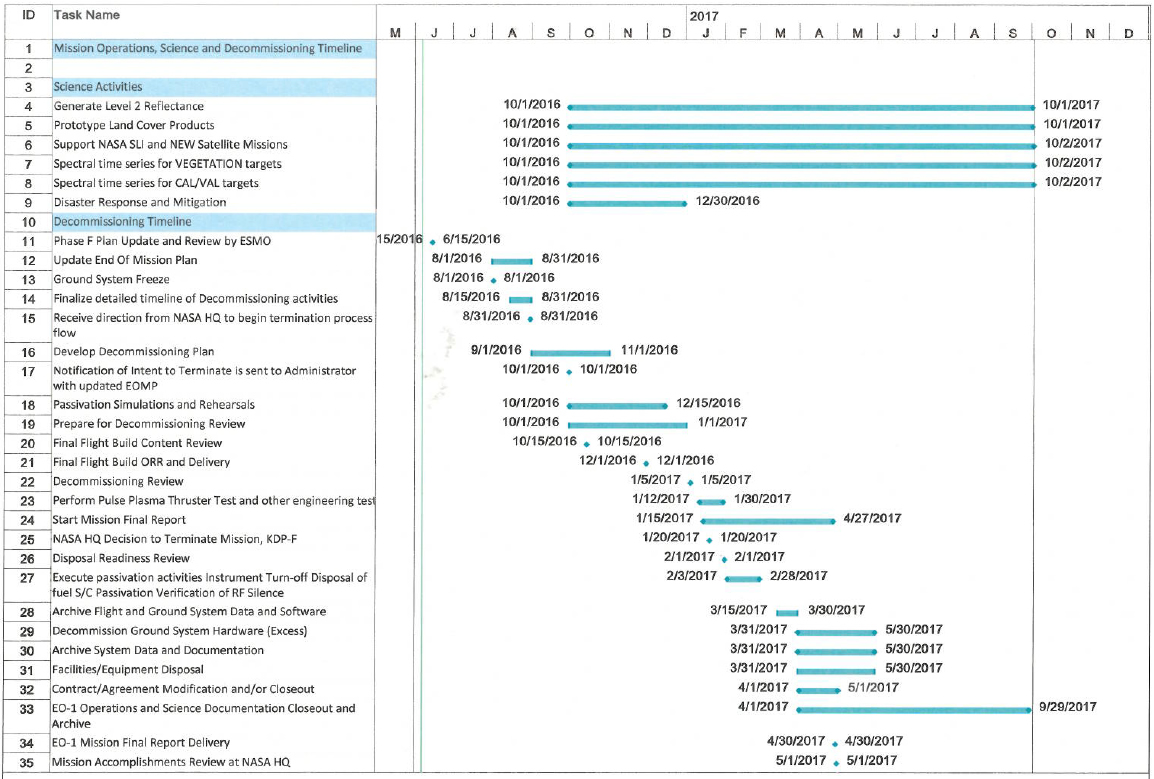 ID Task Name 2017
M J J A S O N D J F M A M J J A S O N D
1 Mission Operations, Science and Decommissioning Timeline
2
3 Science Activities
4 Generate Level 2 Reflectance 10/1/2016 10/1/2017
5 Prototype Land Cover Products 10/1/2016 10/1/2017
6 Support NASA SLI and NEW Satellite Missions 10/1/2016 10/2/2017
7 Spectral time series for VEGETATION targets 10/1/2016 10/2/2017
8 Spectral time series for CAL/VAL targets 10/1/2016 10/2/2017
9 Disaster Response and Mitigation 10/1/2016 12/30/2016
10 Decommissioning Timeline
11 Phase F Plan Update and Review by ESMO 15/2016 6/15/2016
12 Update End Of Mission Plan 8/1/2016 8/31/2016
13 Ground System Freeze 8/1/2016 8/1/2016
14 Finalize detailed timeline of Decommissioning activities 8/15/2016 8/31/2016
15 Receive direction from NASA HQ to begin termination process 8/31/2016 8/31/2016
flow
16 Develop Decommissioning Plan 9/1/2016 11/1/2016
17 Notification of Intent to Terminate is sent to Administrator 10/1/2016 10/1/2016
with updated EOMP
18 Passivation Simulations and Rehearsals 10/1/2016 12/15/2016
19 Prepare for Decommissioning Review 10/1/2016 1/1/2017
20 Final Flight Build Content Review 10/15/2016 10/15/2016
21 Final Flight Build ORR and Delivery 12/1/2016 12/1/2016
22 Decommissioning Review 1/5/2017 1/5/2017
23 Perform Pulse Plasma Thruster Test and other engineering test 1/12/2017 1/30/2017
24 Start Mission Final Report 1/15/2017 4/27/2017
25 NASA HQ Decision to Terminate Mission, KDP-F 1/20/2017 1/20/2017
26 Disposal Readiness Review 2/1/2017 2/1/2017
27 Execute passivation activities Instrument Turn-off Disposal of 2/3/2017 2/28/2017
fuel S/C Passivation Verification of RF Silence
28 Archive Flight and Ground System Data and Software 3/15/2017 3/30/2017
29 Decommission Ground System Hardware (Excess) 3/31/2017 5/30/2017
30 Archive System Data and Documentation 3/31/2017 5/30/2017
31 Facilities/Equipment Disposal 3/31/2017 5/30/2017
32 Contract/Agreement Modification and/or Closeout 4/1/2017 5/1/2017
33 EO-1 Operations and Science Documentation Closeout and 4/1/2017 9/29/2017
Archive
34 EO-1 Mission Final Report Delivery 4/30/2017 4/30/2017
35 Mission Accomplishments Review at NASA HQ 5/1/2017 5/1/2017